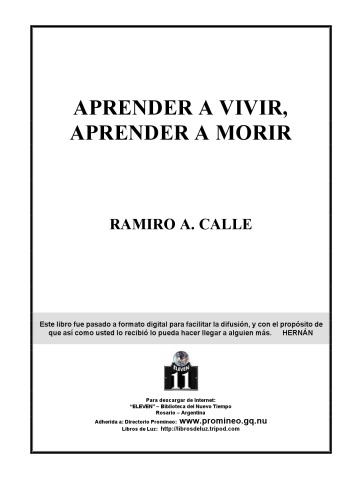 APRENDER A VIVIR,
APRENDER A MORIR
RAMIRO A. CALLE
Este libro fue pasado a formato digital para facilitar la difusión, y con el propósito de
que así como usted lo recibió lo pueda hacer llegar a alguien más. HERNÁN
ELEVEN
11
Para descargar de Internet:
“ELEVEN” – Biblioteca del Nuevo Tiempo
Rosario – Argentina
Adherida a: Directorio Promineo: www.promineo.gq.nu
Libros de Luz: http://librosdeluz.tripod.com